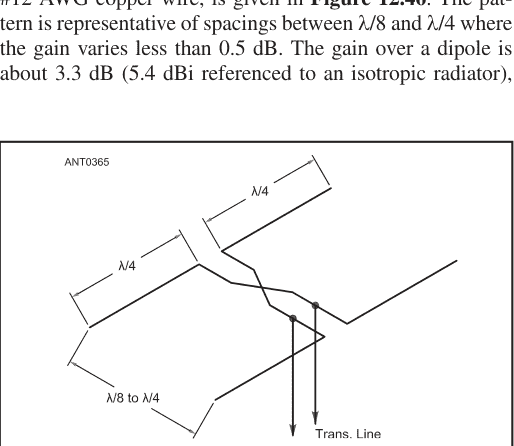 #12 AWG copper wire, is given in Figure 12.46. The pat-
tern is representative of spacings between λ/8 and λ/4 where
the gain varies less than 0.5 dB. The gain over a dipole is
about 3.3 dB (5.4 dBi referenced to an isotropic radiator),
ANT0365
λ/4
λ/4
λ/8 to λ/4
Trans. Line